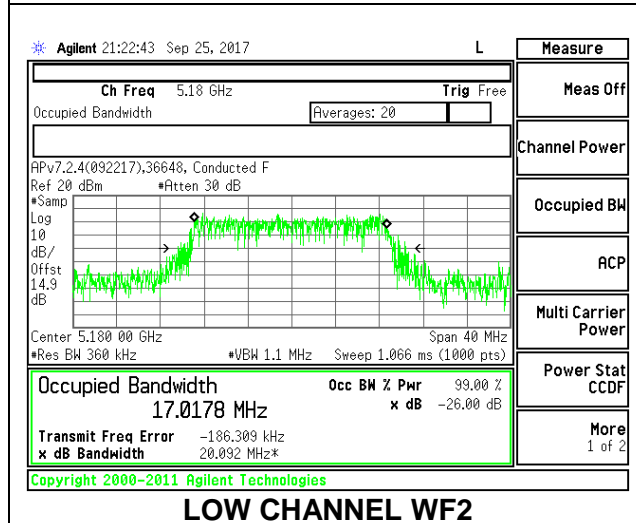 Agilent 21:22:43 Sep 25, 2017 L
Measure
Ch Freq 5.18 GHz Trig Free
Occupied Bandwidth Averages: 20
Meas Off
Channel Power
Occupied BW
ACP
Multi Carrier
Power
Power Stat
CCDF
More
1 of 2
APv7.2.4(092217),36648, Conducted F
Ref 20 dBm #Atten 30 dB
#Samp
Log
10
dB/
Offst
14.9
dB
Center 5.180 00 GHz Span 40 MHz
#Res BW 360 kHz #VBW 1.1 MHz Sweep 1.066 ms (1000 pts)
Occupied Bandwidth Occ BW % Pwr 99.00 %
17.0178 MHz x dB -26.00 dB
Transmit Freq Error -186.309 kHz
x dB Bandwidth 20.092 MHz*
Copyright 2000-2011 Agilent Technologies
LOW CHANNEL WF2